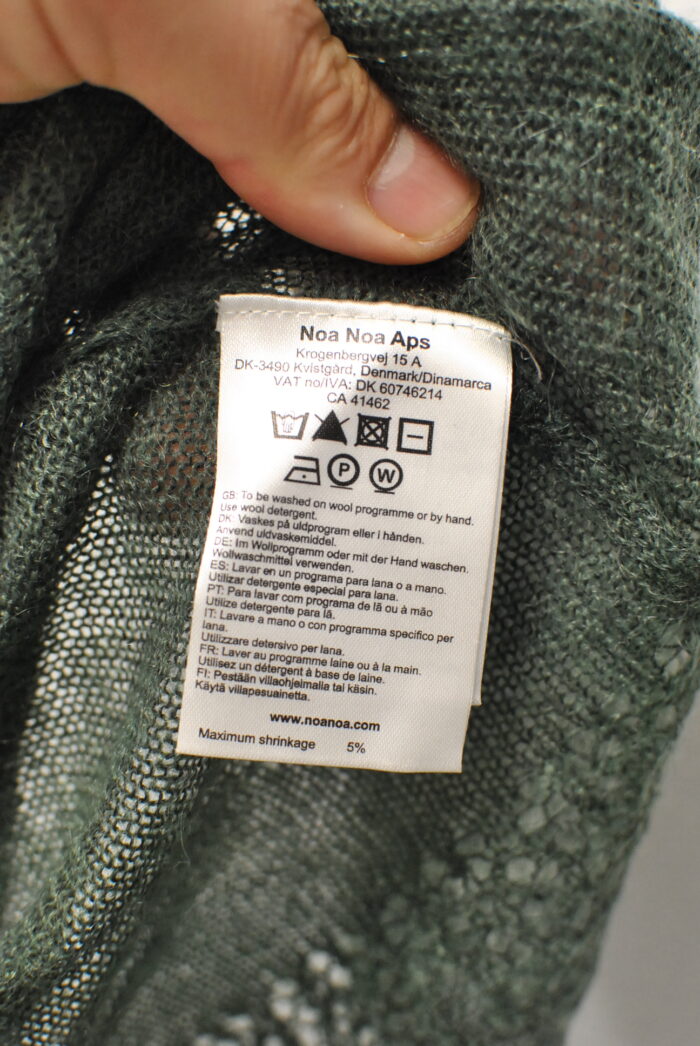 Noa Noa Aps
Krogenbergvej 15 A
DK-3490 Kvistgård, Denmark/Dinamarca
VAT no/IVA: DK 60746214
CA 41462
P W
GB: To be washed on wool programme or by hand.
Use wool detergent.
DK: Vaskes på uldprogram eller i hånden.
Anvend uldvaskemiddel.
DE: Im Wollprogramm oder mit der Hand waschen.
Wollwaschmittel verwenden.
ES: Lavar en un programa para lana o a mano.
Utilizar detergente especial para lana.
PT: Para lavar com programa de lã ou à mão
Utilize detergente para lã.
IT: Lavare a mano o con programma specifico per
lana.
Utilizzare detersivo per lana.
FR: Laver au programme laine ou à la main.
Utilisez un détergent à base de laine.
FI: Pestään villaohjelmalla tai käsin.
Käytä villapesuainetta.
www.noanoa.com
Maximum shrinkage 5%